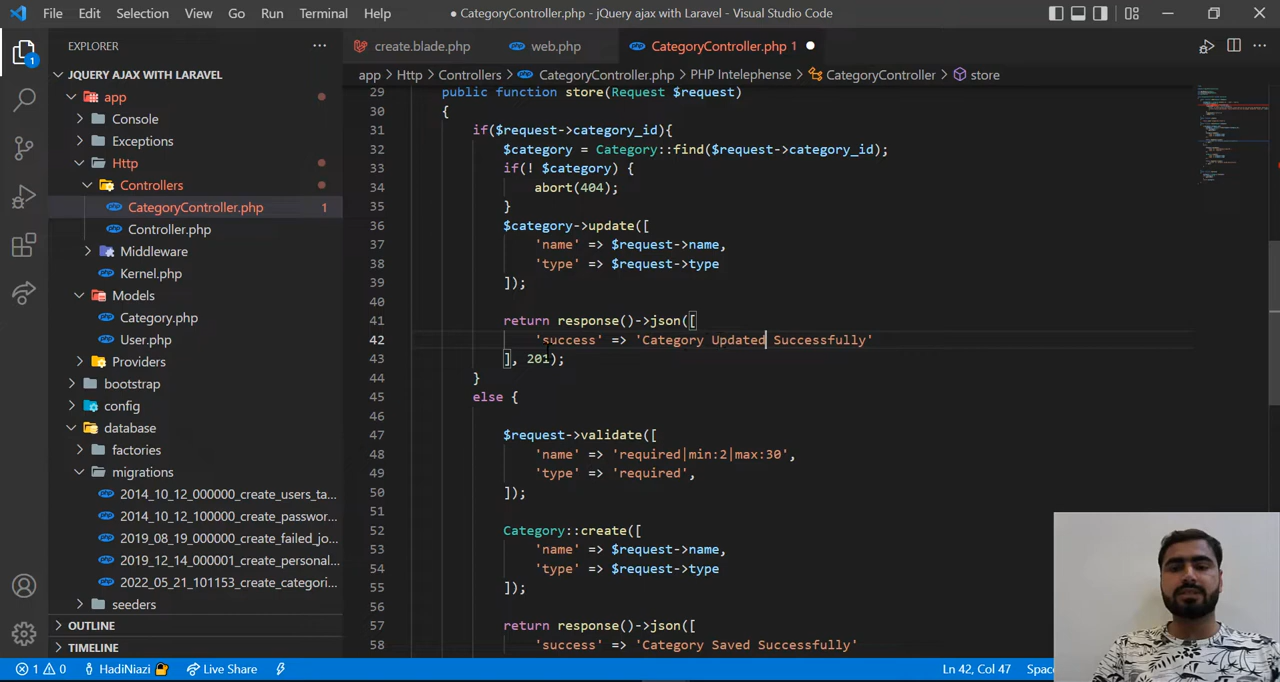 File Edit Selection View Go Run Terminal Help
● CategoryController.php - jQuery ajax with Laravel - Visual Studio Code
EXPLORER
create.blade.php
web.php
CategoryController.php 1
JQUERY AJAX WITH LARAVEL
app > Http > Controllers > CategoryController.php > PHP Intelephense > CategoryController > store
1
app
Console
Exceptions
Http
Controllers
CategoryController.php 1
Controller.php
Middleware
Kernel.php
Models
Category.php
User.php
Providers
bootstrap
config
database
factories
migrations
2014_10_12_000000_create_users_ta...
2014_10_12_100000_create_passwor...
2019_08_19_000000_create_failed_jo...
2019_12_14_000001_create_personal...
2022_05_21_101153_create_categori...
seeders
OUTLINE
TIMELINE
29 public function store(Request $request)
30 {
31 if($request->category_id){
32 $category = Category::find($request->category_id);
33 if(! $category) {
34 abort(404);
35 }
36 $category->update([
37 'name' => $request->name,
38 'type' => $request->type
39 ]);
40
41 return response()->json([
42 'success' => 'Category Updated Successfully'
43 ], 201);
44 }
45 else {
46
47 $request->validate([
48 'name' => 'required|min:2|max:30',
49 'type' => 'required',
50 ]);
51
52 Category::create([
53 'name' => $request->name,
54 'type' => $request->type
55 ]);
56
57 return response()->json([
58 'success' => 'Category Saved Successfully'
1 0 HadiNiazi Live Share
Ln 42, Col 47